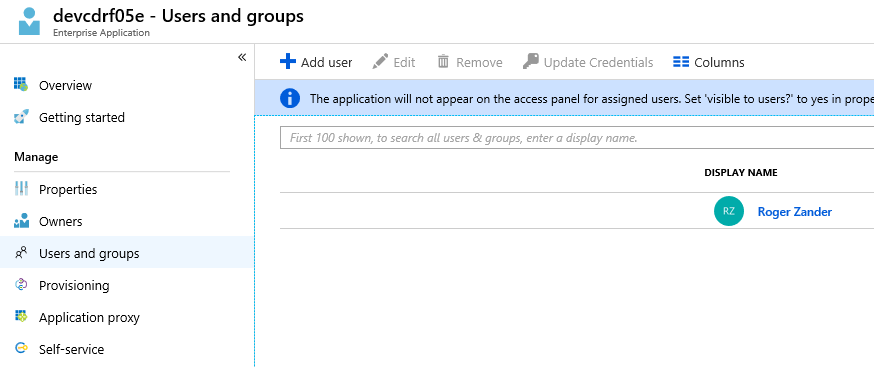 devcdrf05e - Users and groups
Enterprise Application
«
Overview
Getting started
Manage
Properties
Owners
Users and groups
Provisioning
Application proxy
Self-service
Add user Edit Remove Update Credentials Columns
The application will not appear on the access panel for assigned users. Set 'visible to users?' to yes in prope
First 100 shown, to search all users & groups, enter a display name.
DISPLAY NAME
RZ Roger Zander